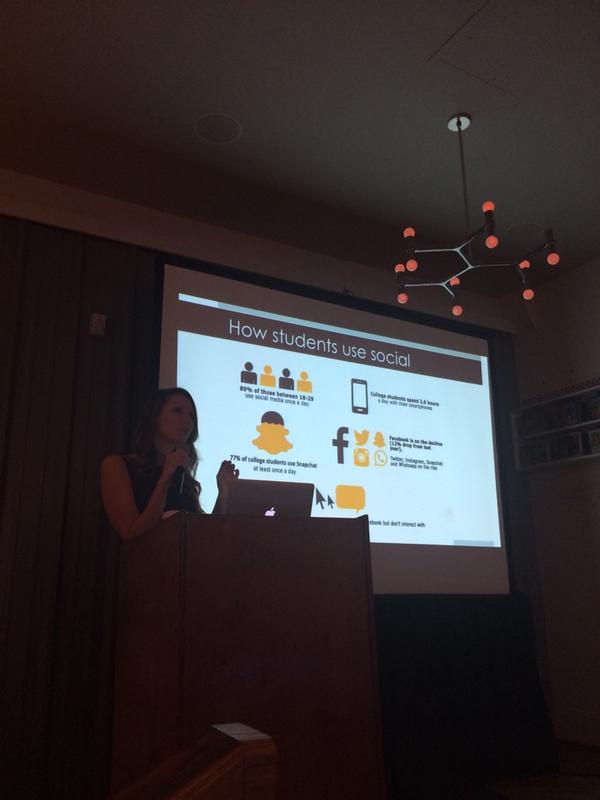 How students use social
89% of those between 18-29
use social media once a day
College students spend 3.6 hours
a day with their smartphones
77% of college students use Snapchat
at least once a day
Facebook is on the decline
(12% drop from last
year).
Twitter, Instagram, Snapchat
and Whatsapp on the rise
but don't interact with